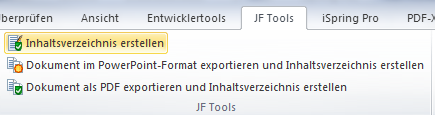 berprüfen Ansicht Entwicklertools JF Tools iSpring Pro PDF-X
Inhaltsverzeichnis erstellen
Dokument im PowerPoint-Format exportieren und Inhaltsverzeichnis erstellen
Dokument als PDF exportieren und Inhaltsverzeichnis erstellen
JF Tools